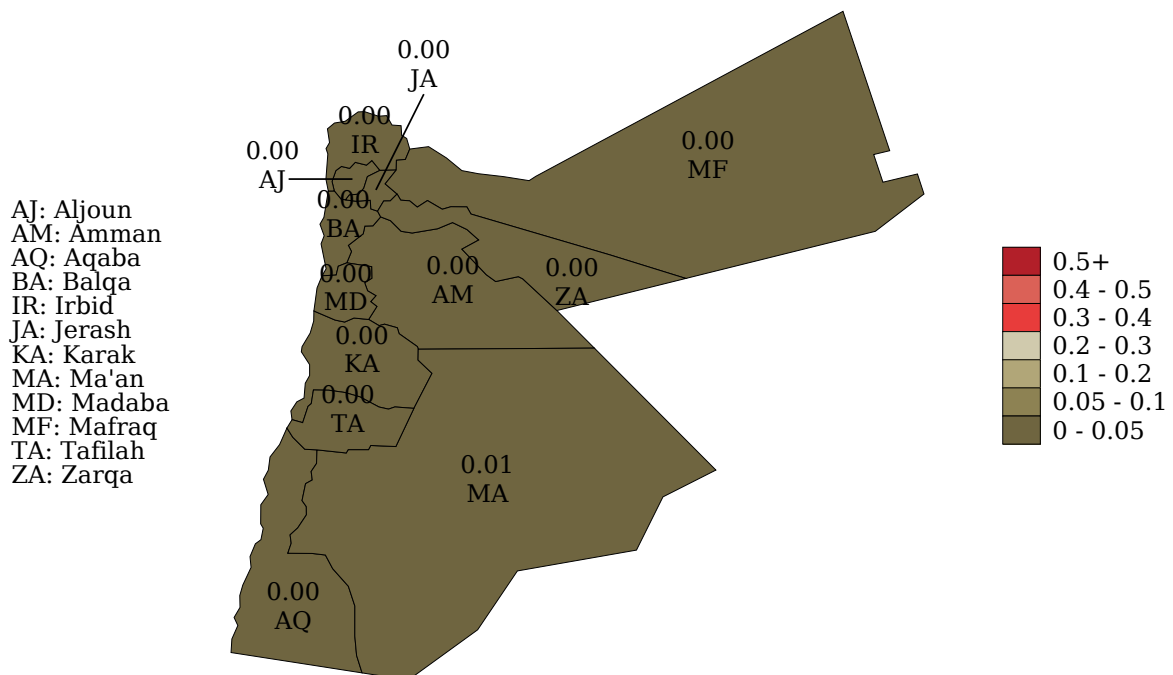 0.00
JA
0.00
IR
0.00
AJ
0.00
MF
0.00
BA
0.00
MD
0.00
AM
0.00
ZA
0.00
KA
0.00
TA
0.01
MA
0.00
AQ
AJ: Aljoun
AM: Amman
AQ: Aqaba
BA: Balqa
IR: Irbid
JA: Jerash
KA: Karak
MA: Ma'an
MD: Madaba
MF: Mafraq
TA: Tafilah
ZA: Zarqa
0.5+
0.4 - 0.5
0.3 - 0.4
0.2 - 0.3
0.1 - 0.2
0.05 - 0.1
0 - 0.05